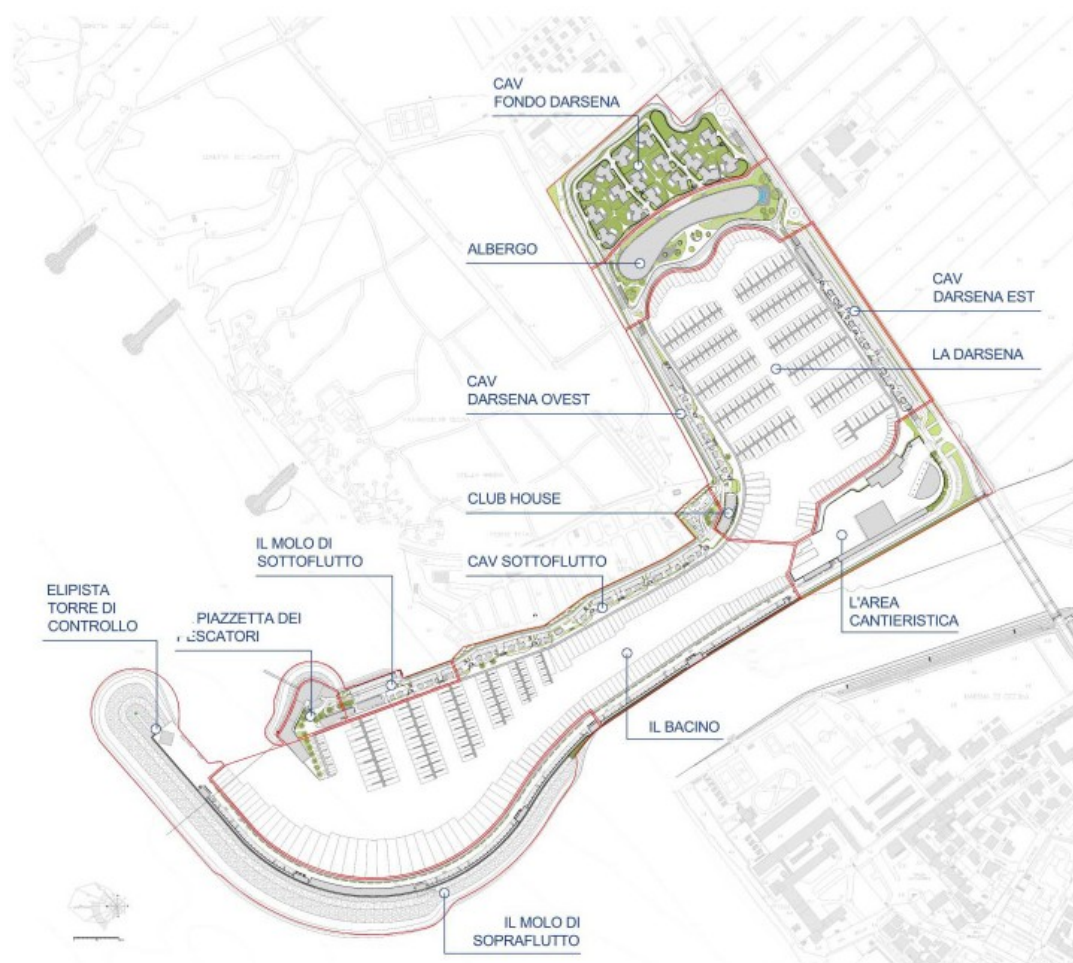 CAV
FONDO DARSENA
ALBERGO
CAV
DARSENA EST
LA DARSENA
CAV
DARSENA OVEST
CLUB HOUSE
IL MOLO DI
SOTTOFLUTTO
CAV SOTTOFLUTTO
ELIPISTA
TORRE DI
CONTROLLO
PIAZZETTA DEI
PESCATORI
L'AREA
CANTIERISTICA
IL BACINO
IL MOLO DI
SOPRAFLUTTO